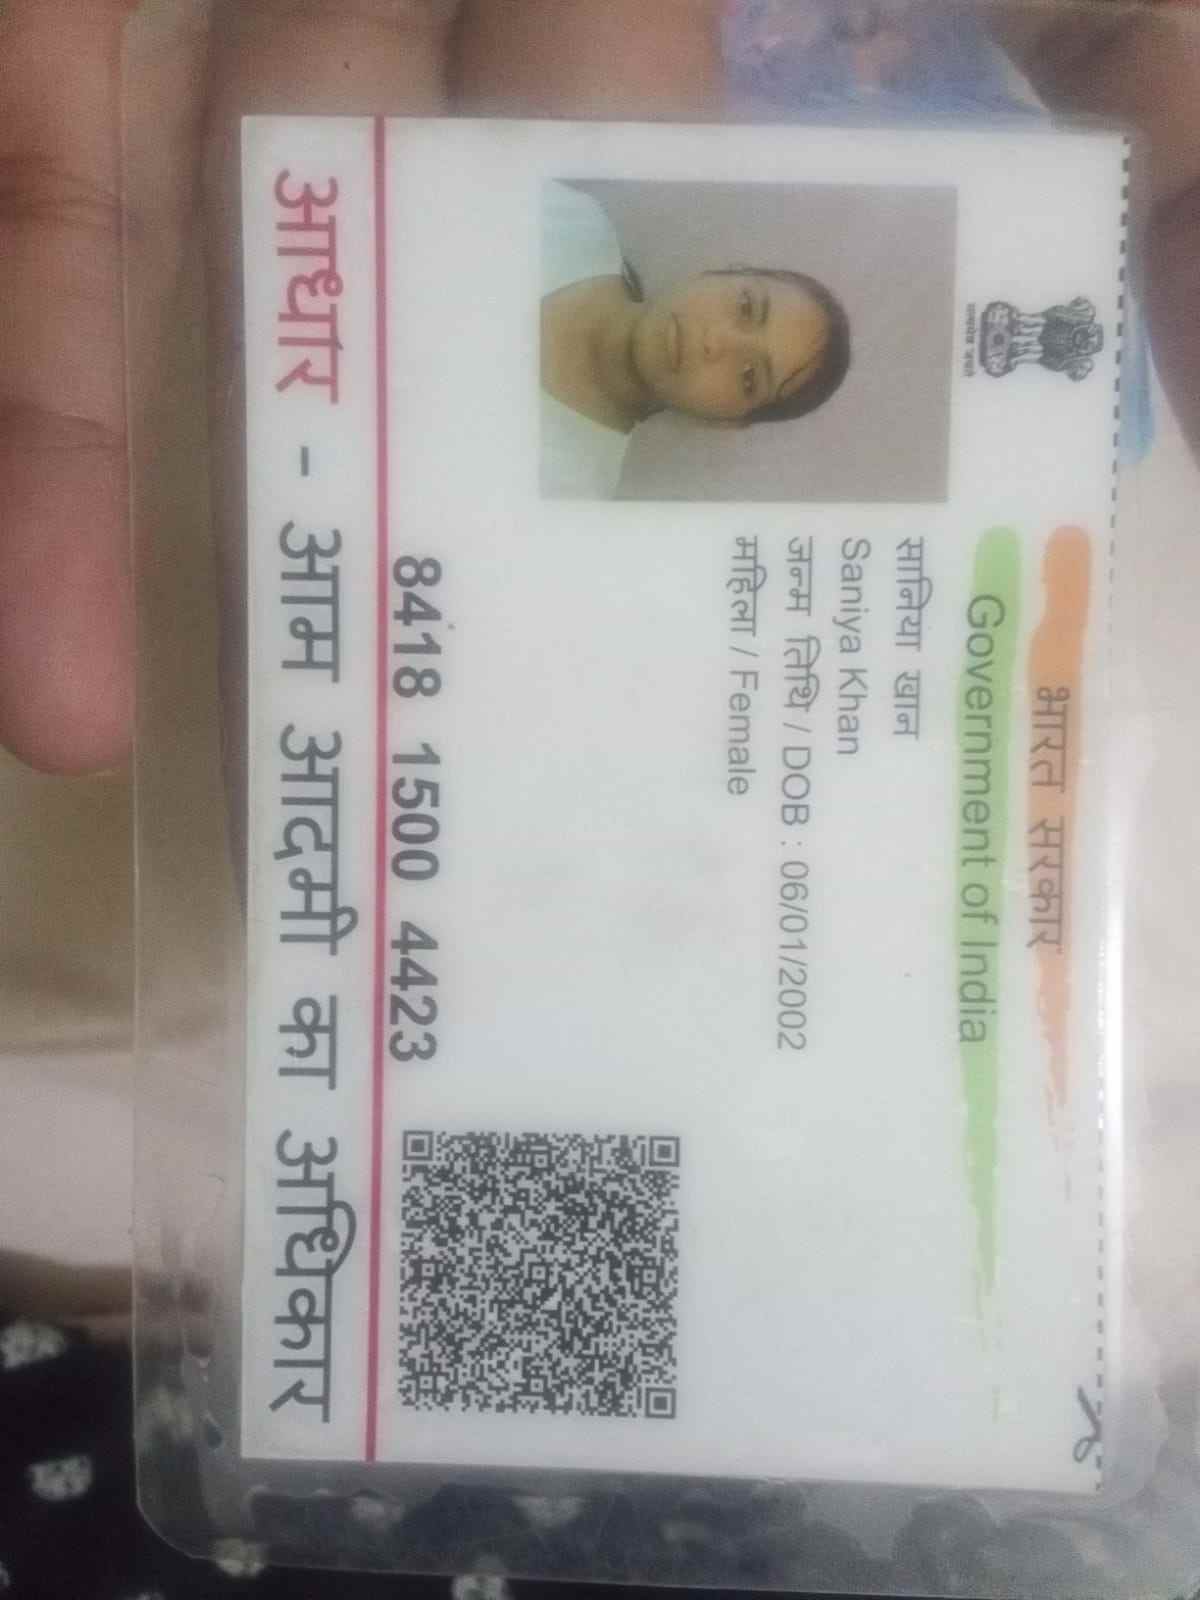 भारत सरकार
Government of India
सत्यमेव जयते
सानिया खान
Saniya Khan
जन्म तिथि / DOB : 06/01/2002
महिला / Female
8418 1500 4423
आधार - आम आदमी का अधिकार